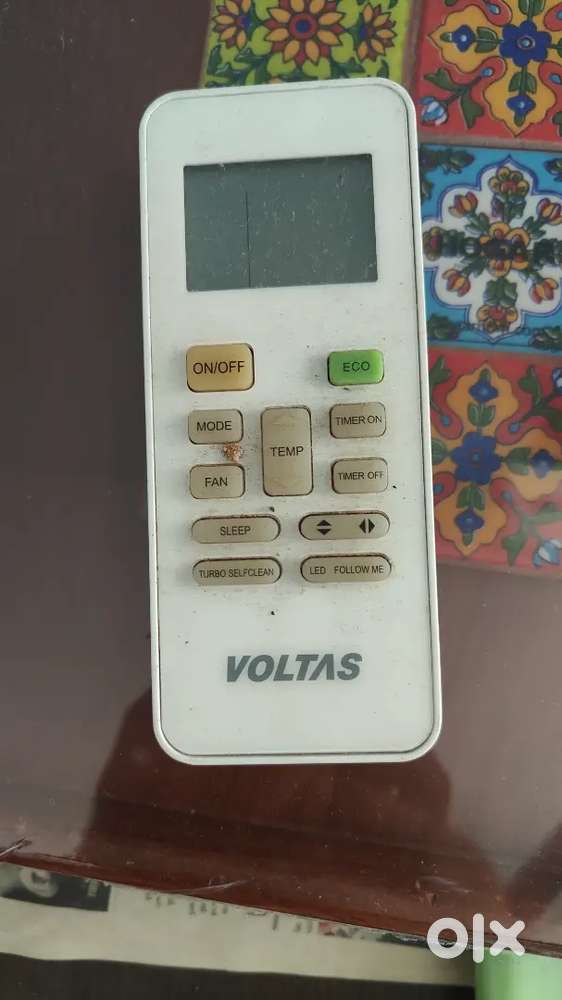 ON/OFF
ECO
MODE
TEMP
TIMER ON
FAN
TIMER OFF
SLEEP
TURBO SELFCLEAN
LED FOLLOW ME
VOLTAS
olx